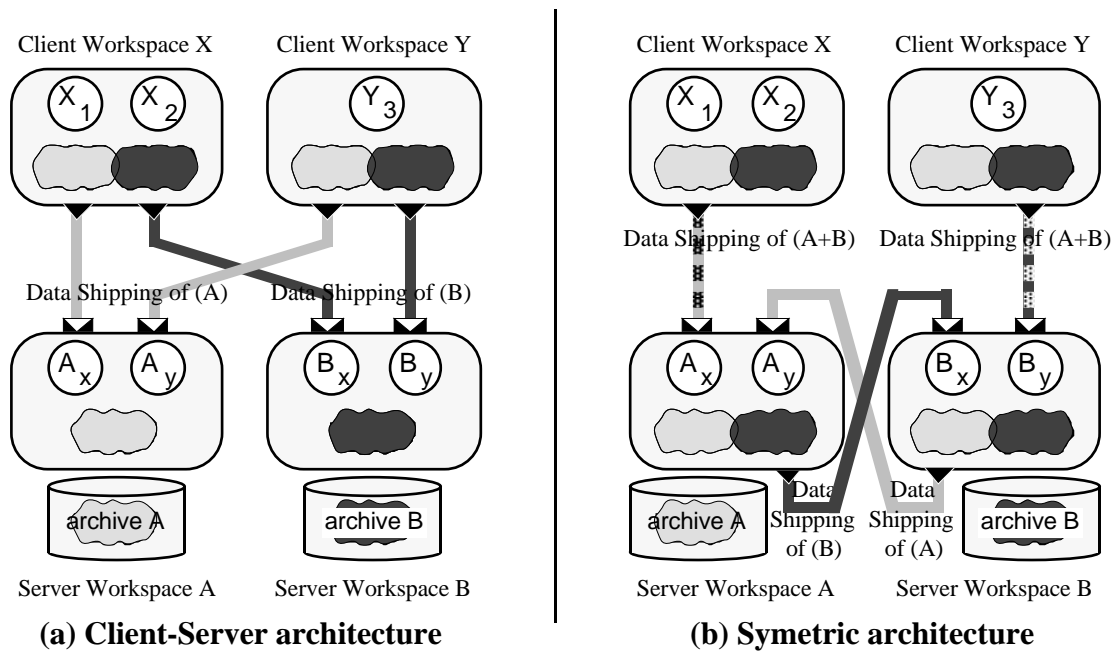 Client Workspace X
Client Workspace Y
X1
X2
Y3
Data Shipping of (A)
Data Shipping of (B)
Ax
Ay
Bx
By
archive A
archive B
Server Workspace A
Server Workspace B
(a) Client-Server architecture
Client Workspace X
Client Workspace Y
X1
X2
Y3
Data Shipping of (A+B)
Data Shipping of (A+B)
Ax
Ay
Bx
By
archive A
Data
Shipping
of (B)
Data
Shipping
of (A)
archive B
Server Workspace A
Server Workspace B
(b) Symetric architecture